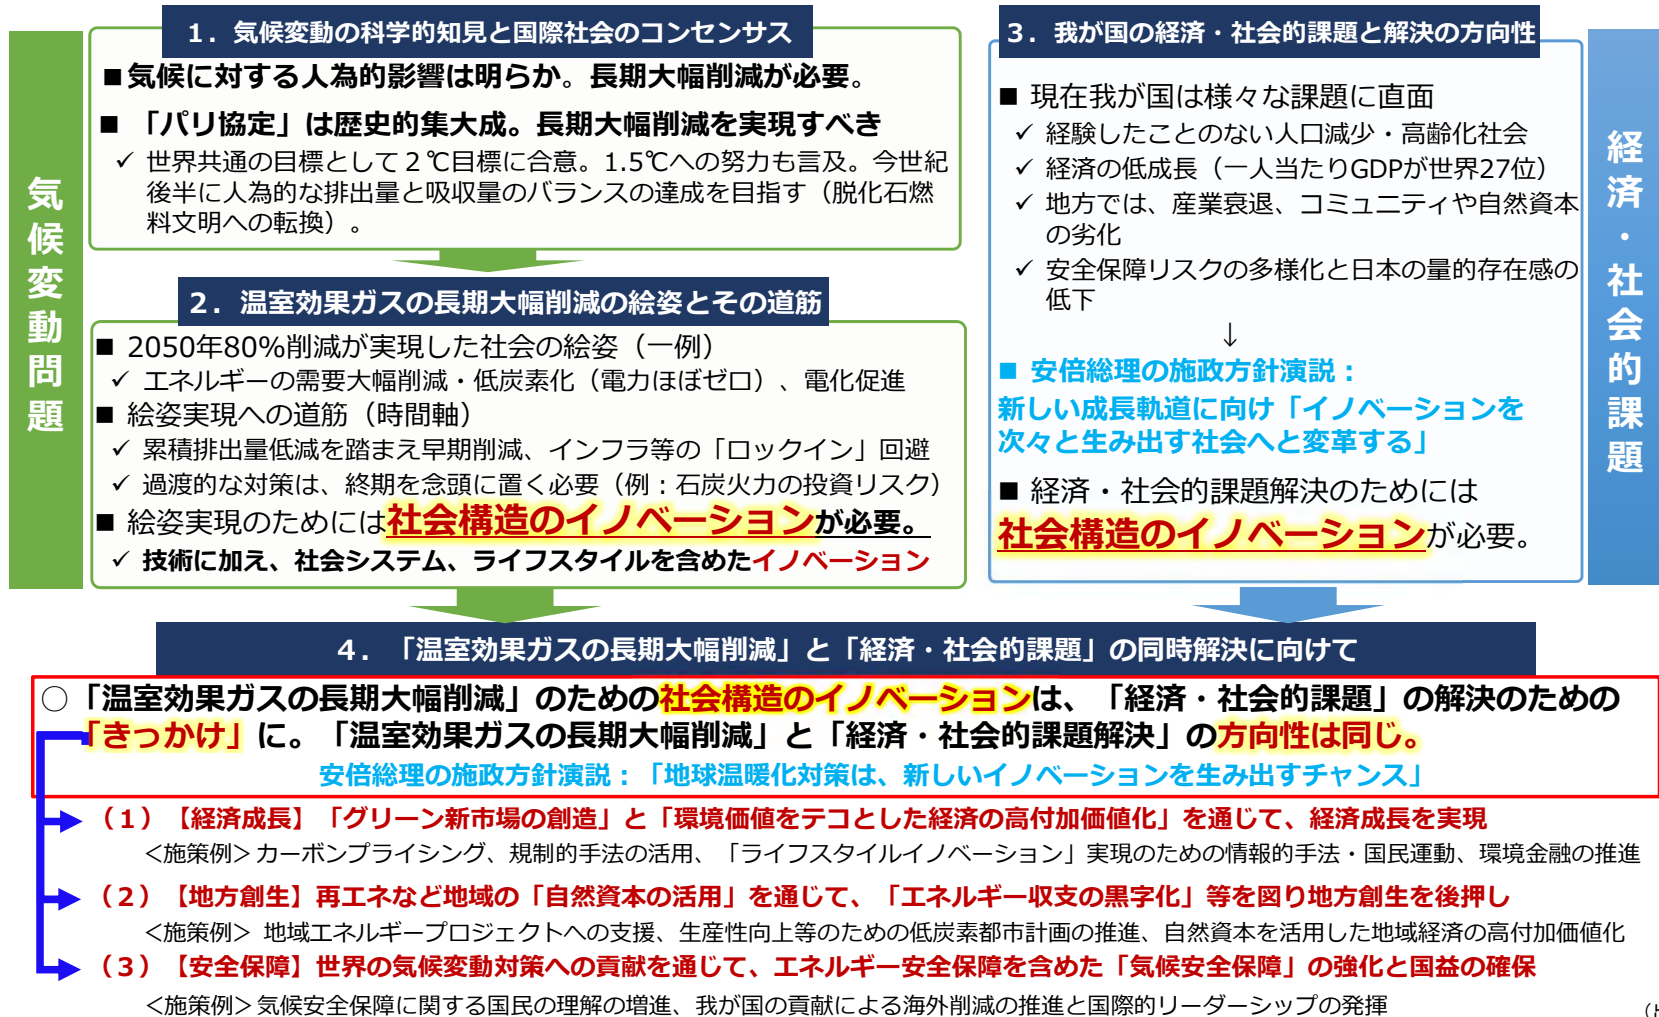 気候変動問題
1．気候変動の科学的知見と国際社会のコンセンサス
■気候に対する人為的影響は明らか。長期大幅削減が必要。
■「パリ協定」は歴史的集大成。長期大幅削減を実現すべき
✓ 世界共通の目標として２℃目標に合意。1.5℃への努力も言及。今世紀
後半に人為的な排出量と吸収量のバランスの達成を目指す（脱化石燃
料文明への転換）。
2．温室効果ガスの長期大幅削減の絵姿とその道筋
■ 2050年80%削減が実現した社会の絵姿（一例）
✓ エネルギーの需要大幅削減・低炭素化（電力ほぼゼロ）、電化促進
■ 絵姿実現への道筋（時間軸）
✓ 累積排出量低減を踏まえ早期削減、インフラ等の「ロックイン」回避
✓ 過渡的な対策は、終期を念頭に置く必要（例：石炭火力の投資リスク）
■ 絵姿実現のためには社会構造のイノベーションが必要。
✓ 技術に加え、社会システム、ライフスタイルを含めたイノベーション
3．我が国の経済・社会的課題と解決の方向性
■ 現在我が国は様々な課題に直面
✓ 経験したことのない人口減少・高齢化社会
✓ 経済の低成長（一人当たりGDPが世界27位）
✓ 地方では、産業衰退、コミュニティや自然資本
の劣化
✓ 安全保障リスクの多様化と日本の量的存在感の
低下
↓
■ 安倍総理の施政方針演説：
新しい成長軌道に向け「イノベーションを
次々と生み出す社会へと変革する」
■ 経済・社会的課題解決のためには
社会構造のイノベーションが必要。
経済・社会的課題
4．「温室効果ガスの長期大幅削減」と「経済・社会的課題」の同時解決に向けて
○「温室効果ガスの長期大幅削減」のための社会構造のイノベーションは、「経済・社会的課題」の解決のための
「きっかけ」に。「温室効果ガスの長期大幅削減」と「経済・社会的課題解決」の方向性は同じ。
安倍総理の施政方針演説：「地球温暖化対策は、新しいイノベーションを生み出すチャンス」
（1）【経済成長】「グリーン新市場の創造」と「環境価値をテコとした経済の高付加価値化」を通じて、経済成長を実現
＜施策例＞カーボンプライシング、規制的手法の活用、「ライフスタイルイノベーション」実現のための情報的手法・国民運動、環境金融の推進
（2）【地方創生】再エネなど地域の「自然資本の活用」を通じて、「エネルギー収支の黒字化」等を図り地方創生を後押し
＜施策例＞ 地域エネルギープロジェクトへの支援、生産性向上等のための低炭素都市計画の推進、自然資本を活用した地域経済の高付加価値化
（3）【安全保障】世界の気候変動対策への貢献を通じて、エネルギー安全保障を含めた「気候安全保障」の強化と国益の確保
＜施策例＞気候安全保障に関する国民の理解の増進、我が国の貢献による海外削減の推進と国際的リーダーシップの発揮